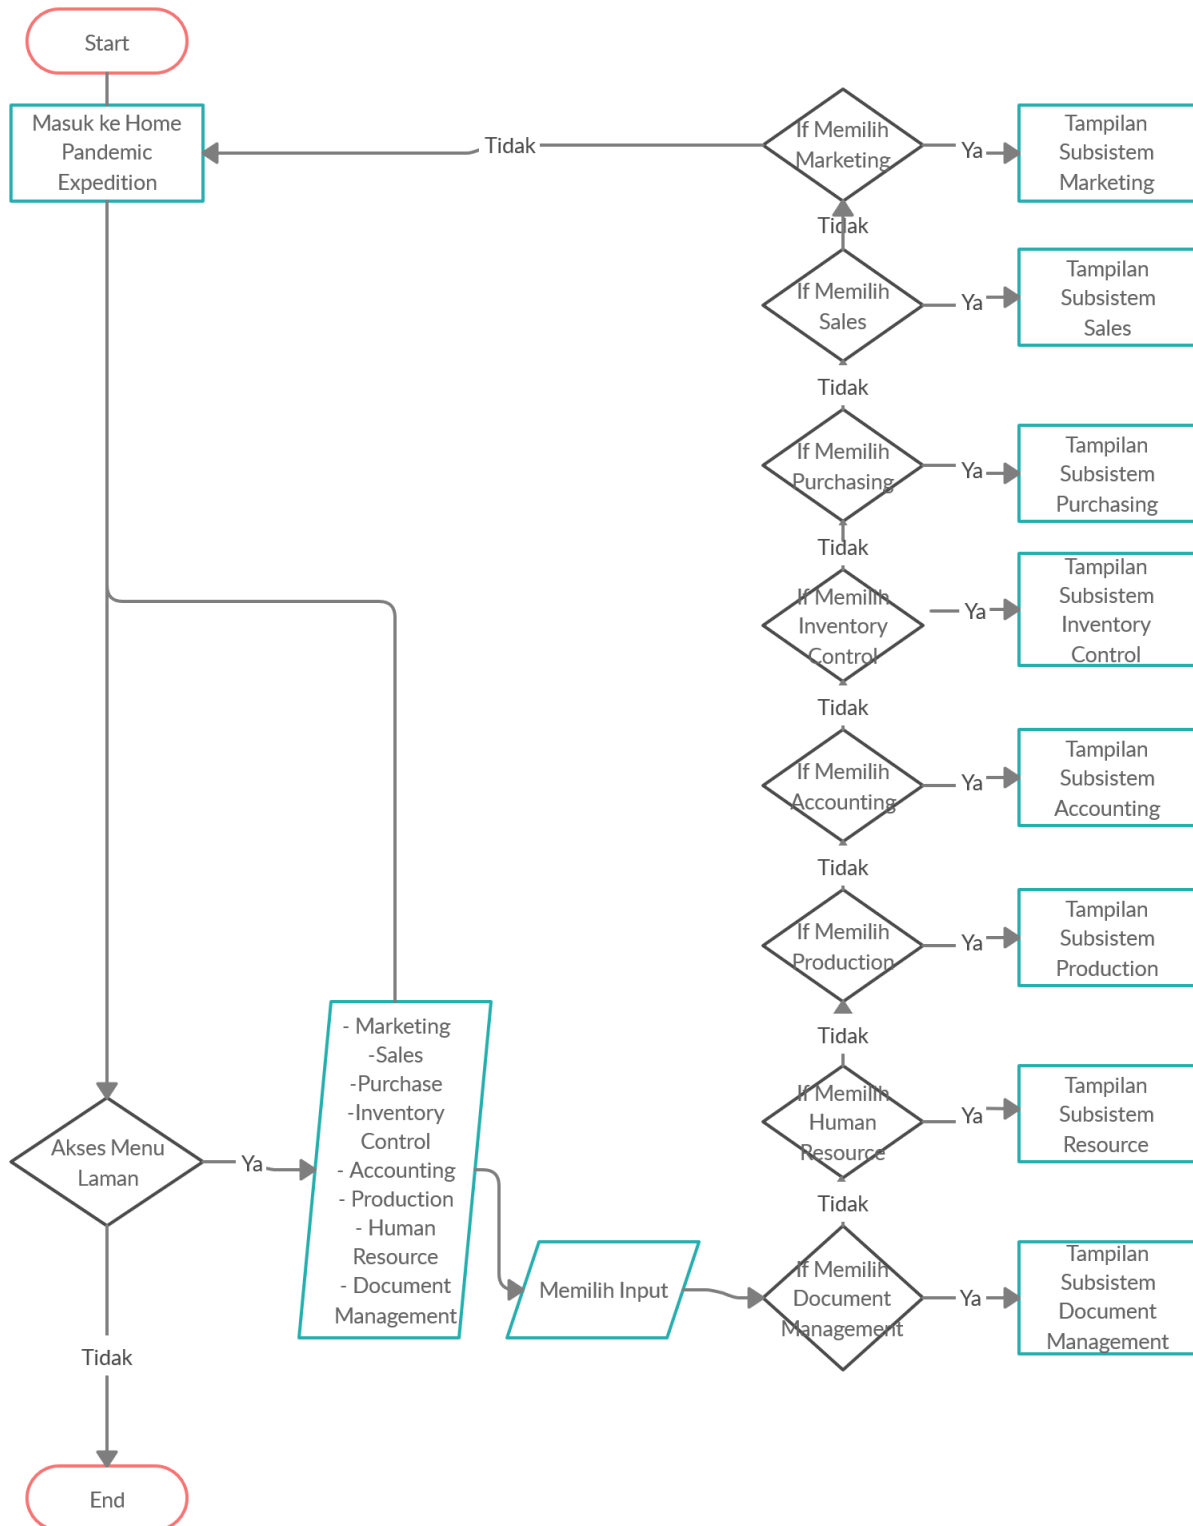 Start
Masuk ke Home
Pandemic
Expedition
Tidak
If Memilih
Marketing
Ya
Tampilan
Subsistem
Marketing
Tidak
If Memilih
Sales
Ya
Tampilan
Subsistem
Sales
Tidak
If Memilih
Purchasing
Ya
Tampilan
Subsistem
Purchasing
Tidak
If Memilih
Inventory
Control
Ya
Tampilan
Subsistem
Inventory
Control
Tidak
If Memilih
Accounting
Ya
Tampilan
Subsistem
Accounting
Tidak
If Memilih
Production
Ya
Tampilan
Subsistem
Production
Tidak
If Memilih
Human
Resource
Ya
Tampilan
Subsistem
Resource
Tidak
If Memilih
Document
Management
Ya
Tampilan
Subsistem
Document
Management
Akses Menu
Laman
Ya
- Marketing
-Sales
-Purchase
-Inventory
Control
- Accounting
- Production
- Human
Resource
- Document
Management
Memilih Input
Tidak
End